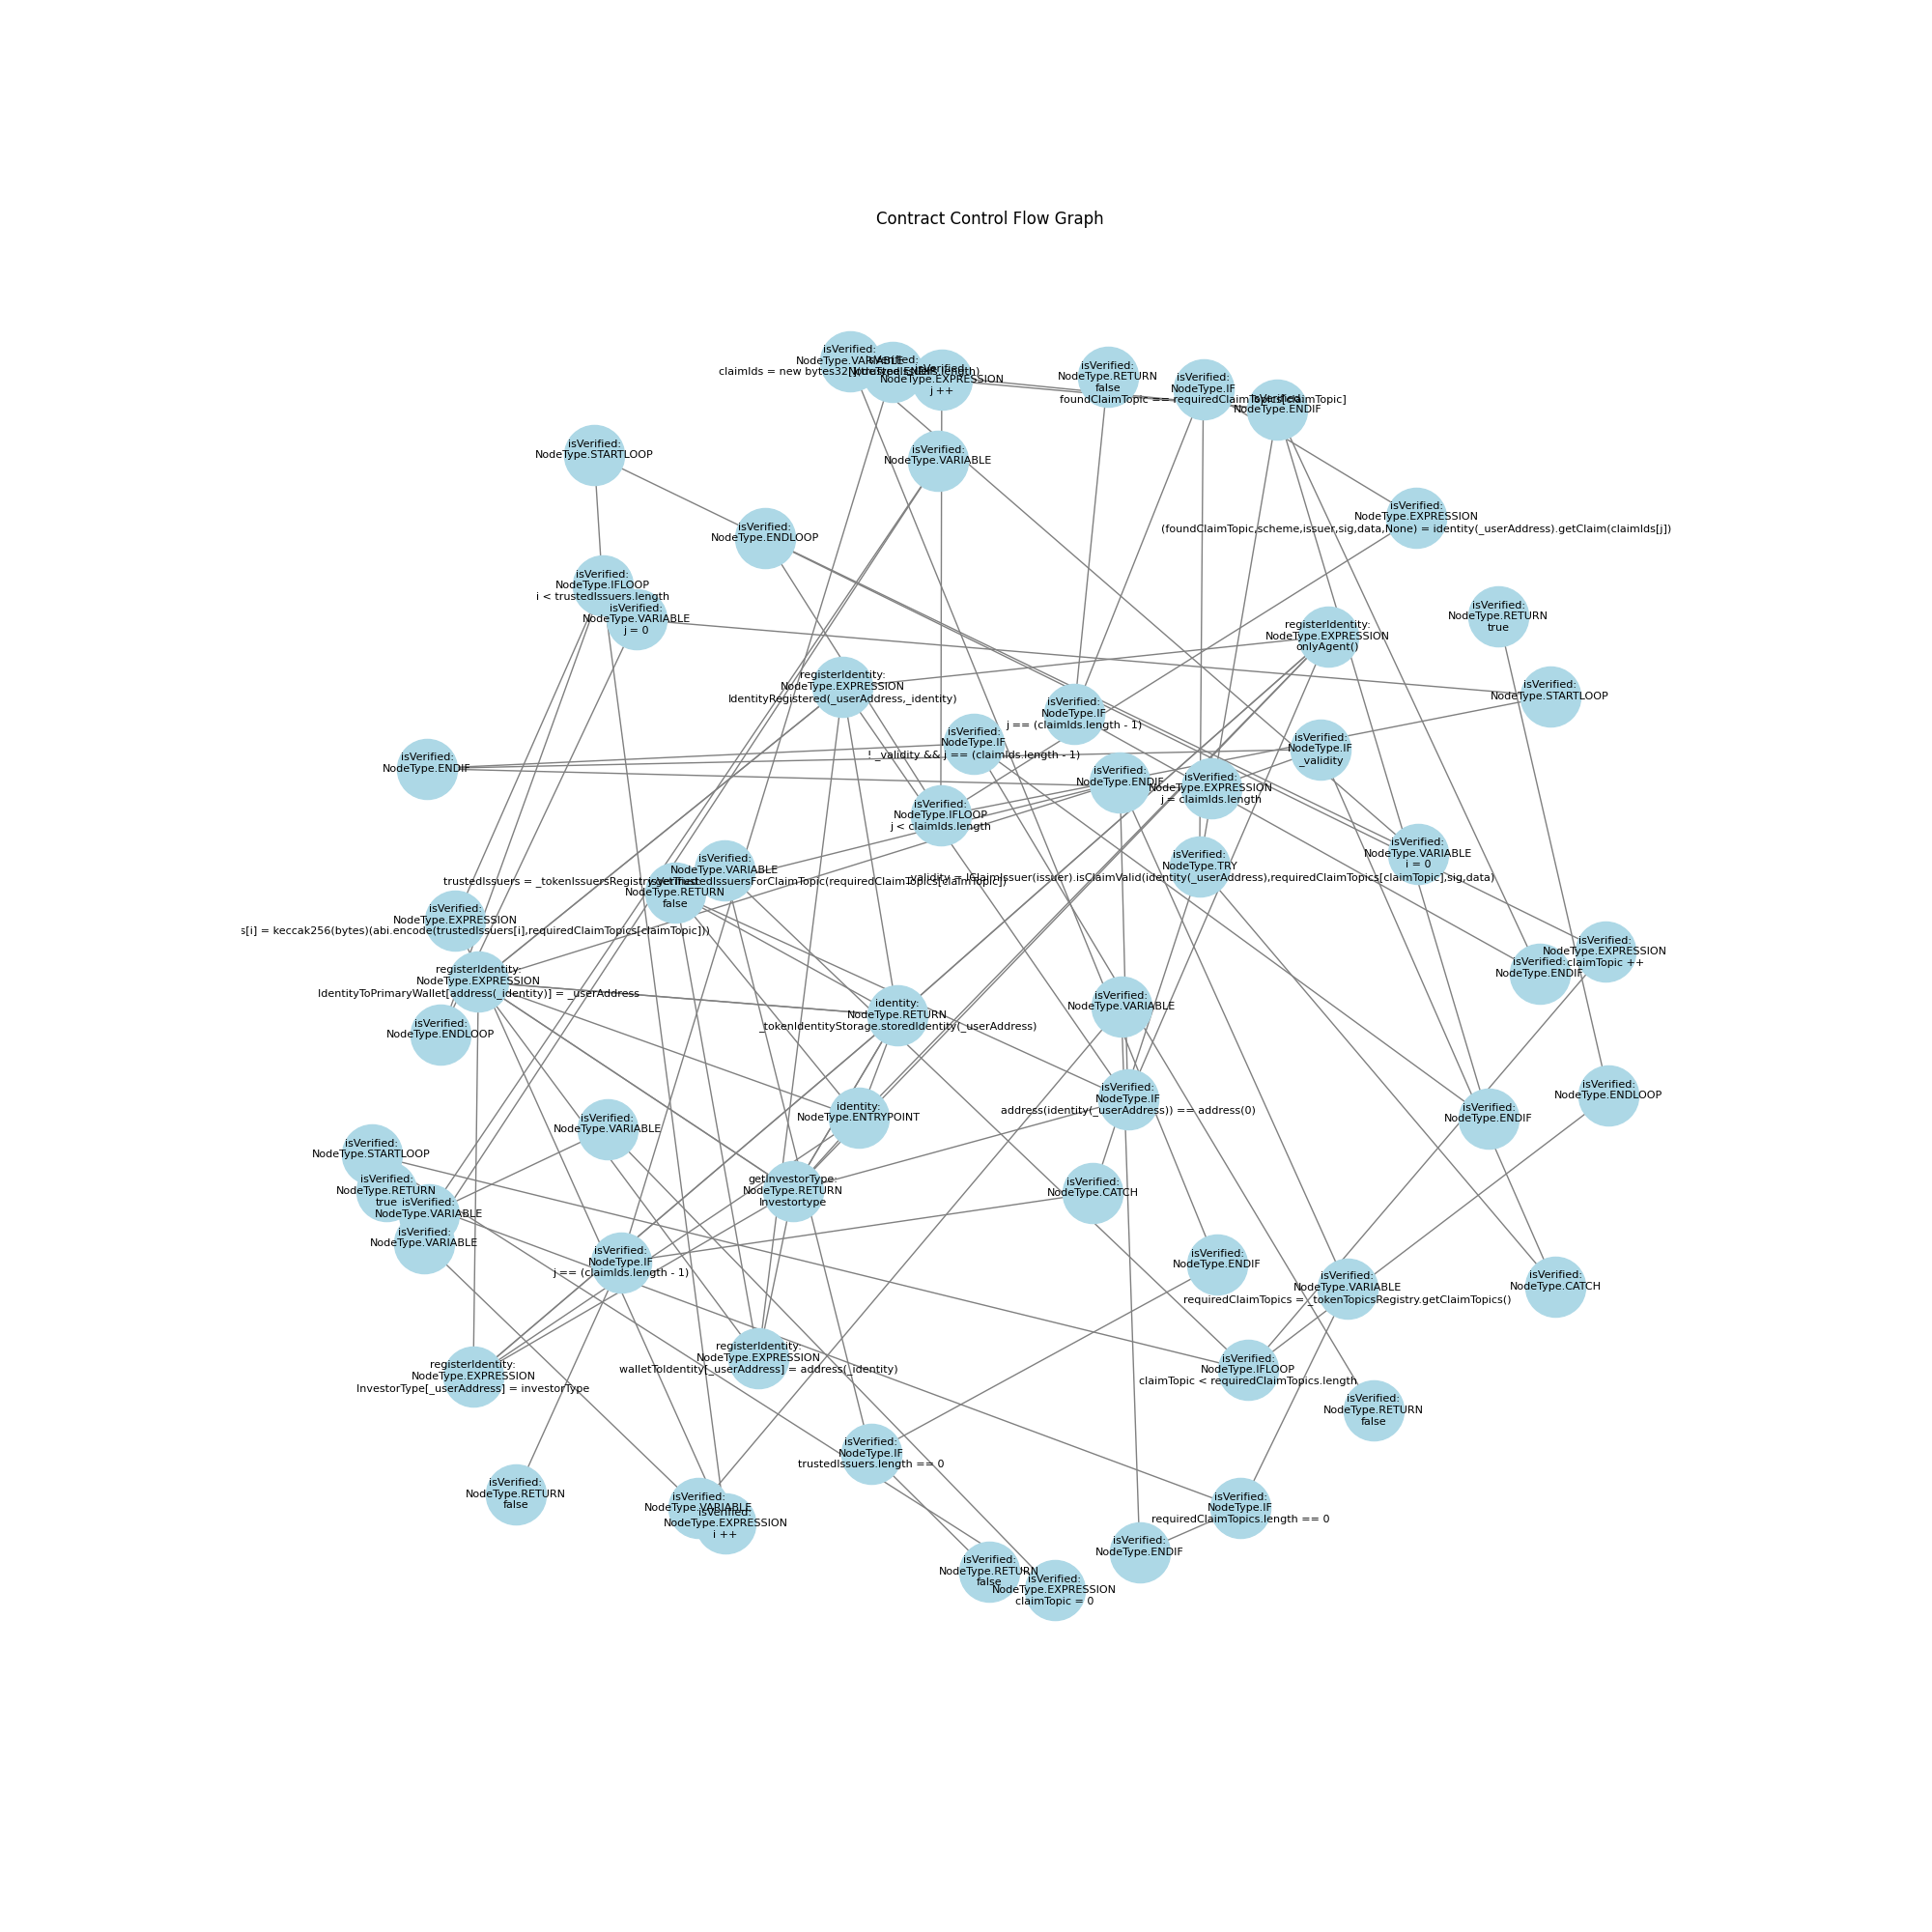 Contract Control Flow Graph
isVerified:
NodeType.VARIABLE
isVerified:
NodeType.ENDIF
isVerified:
NodeType.EXPRESSION
j ++
isVerified:
NodeType.RETURN
false
isVerified:
NodeType.IF
foundClaimTopic == requiredClaimTopics[claimTopic]
isVerified:
NodeType.ENDIF
isVerified:
NodeType.STARTLOOP
isVerified:
NodeType.VARIABLE
isVerified:
NodeType.ENDLOOP
isVerified:
NodeType.EXPRESSION
(foundClaimTopic,scheme,issuer,sig,data,None) = identity(_userAddress).getClaim(claimIds[j])
isVerified:
NodeType.IFLOOP
i < trustedIssuers.length
isVerified:
NodeType.VARIABLE
j = 0
registerIdentity:
NodeType.EXPRESSION
onlyAgent()
isVerified:
NodeType.RETURN
true
registerIdentity:
NodeType.EXPRESSION
IdentityRegistered(_userAddress,_identity)
isVerified:
NodeType.STARTLOOP
isVerified:
NodeType.IF
j == (claimIds.length - 1)
isVerified:
NodeType.IF
! _validity && j == (claimIds.length - 1)
isVerified:
NodeType.IF
_validity
isVerified:
NodeType.ENDIF
isVerified:
NodeType.ENDIF
NodeType.EXPRESSION
j = claimIds.length
isVerified:
NodeType.IFLOOP
j < claimIds.length
isVerified:
NodeType.TRY
_validity = IClaimIssuer(issuer).isClaimValid(identity(_userAddress),requiredClaimTopics[claimTopic],sig,data)
isVerified:
NodeType.VARIABLE
i = 0
isVerified:
NodeType.VARIABLE
trustedIssuers = _tokenIssuersRegistry.getTrustedIssuersForClaimTopic(requiredClaimTopics[claimTopic])
NodeType.RETURN
false
isVerified:
NodeType.EXPRESSION
s[i] = keccak256(bytes)(abi.encode(trustedIssuers[i],requiredClaimTopics[claimTopic]))
isVerified:
NodeType.EXPRESSION
claimTopic ++
isVerified:
NodeType.ENDIF
registerIdentity:
NodeType.EXPRESSION
IdentityToPrimaryWallet[address(_identity)] = _userAddress
isVerified:
NodeType.ENDLOOP
identity:
NodeType.RETURN
_tokenIdentityStorage.storedIdentity(_userAddress)
isVerified:
NodeType.VARIABLE
isVerified:
NodeType.IF
address(identity(_userAddress)) == address(0)
isVerified:
NodeType.ENDLOOP
isVerified:
NodeType.ENDIF
identity:
NodeType.ENTRYPOINT
isVerified:
NodeType.VARIABLE
isVerified:
NodeType.STARTLOOP
isVerified:
NodeType.RETURN
true
isVerified:
NodeType.VARIABLE
isVerified:
NodeType.VARIABLE
getInvestorType:
NodeType.RETURN
Investortype
isVerified:
NodeType.CATCH
isVerified:
NodeType.IF
j == (claimIds.length - 1)
isVerified:
NodeType.ENDIF
isVerified:
NodeType.VARIABLE
requiredClaimTopics = _tokenTopicsRegistry.getClaimTopics()
isVerified:
NodeType.CATCH
registerIdentity:
NodeType.EXPRESSION
walletToIdentity[_userAddress] = address(_identity)
registerIdentity:
NodeType.EXPRESSION
InvestorType[_userAddress] = investorType
isVerified:
NodeType.IFLOOP
claimTopic < requiredClaimTopics.length
isVerified:
NodeType.RETURN
false
isVerified:
NodeType.IF
trustedIssuers.length == 0
isVerified:
NodeType.RETURN
false
isVerified:
NodeType.VARIABLE
isVerified:
NodeType.EXPRESSION
i ++
isVerified:
NodeType.IF
requiredClaimTopics.length == 0
isVerified:
NodeType.ENDIF
isVerified:
NodeType.RETURN
false
isVerified:
NodeType.EXPRESSION
claimTopic = 0